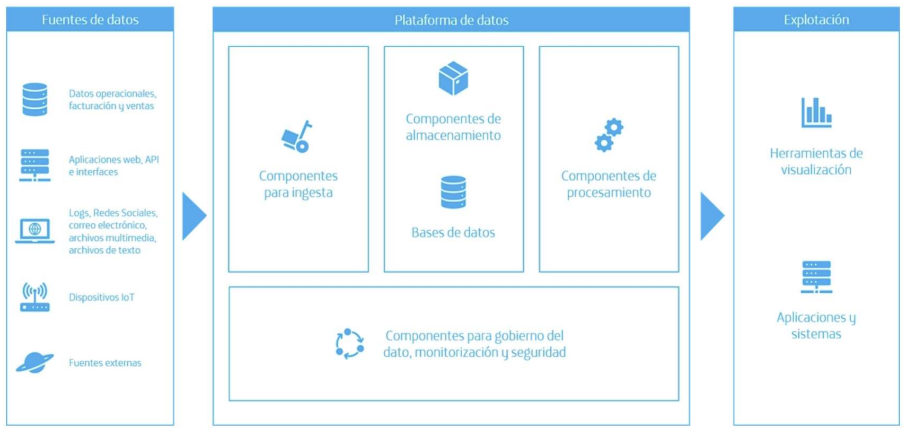 Fuentes de datos
Datos operacionales,
facturación y ventas
Aplicaciones web, API
e interfaces
Logs, Redes Sociales,
correo electrónico,
archivos multimedia,
archivos de texto
Dispositivos IoT
Fuentes externas
Plataforma de datos
Componentes
para ingesta
Componentes de
almacenamiento
Bases de datos
Componentes de
procesamiento
Componentes para gobierno del
dato, monitorización y seguridad
Explotación
Herramientas de
visualización
Aplicaciones y
sistemas